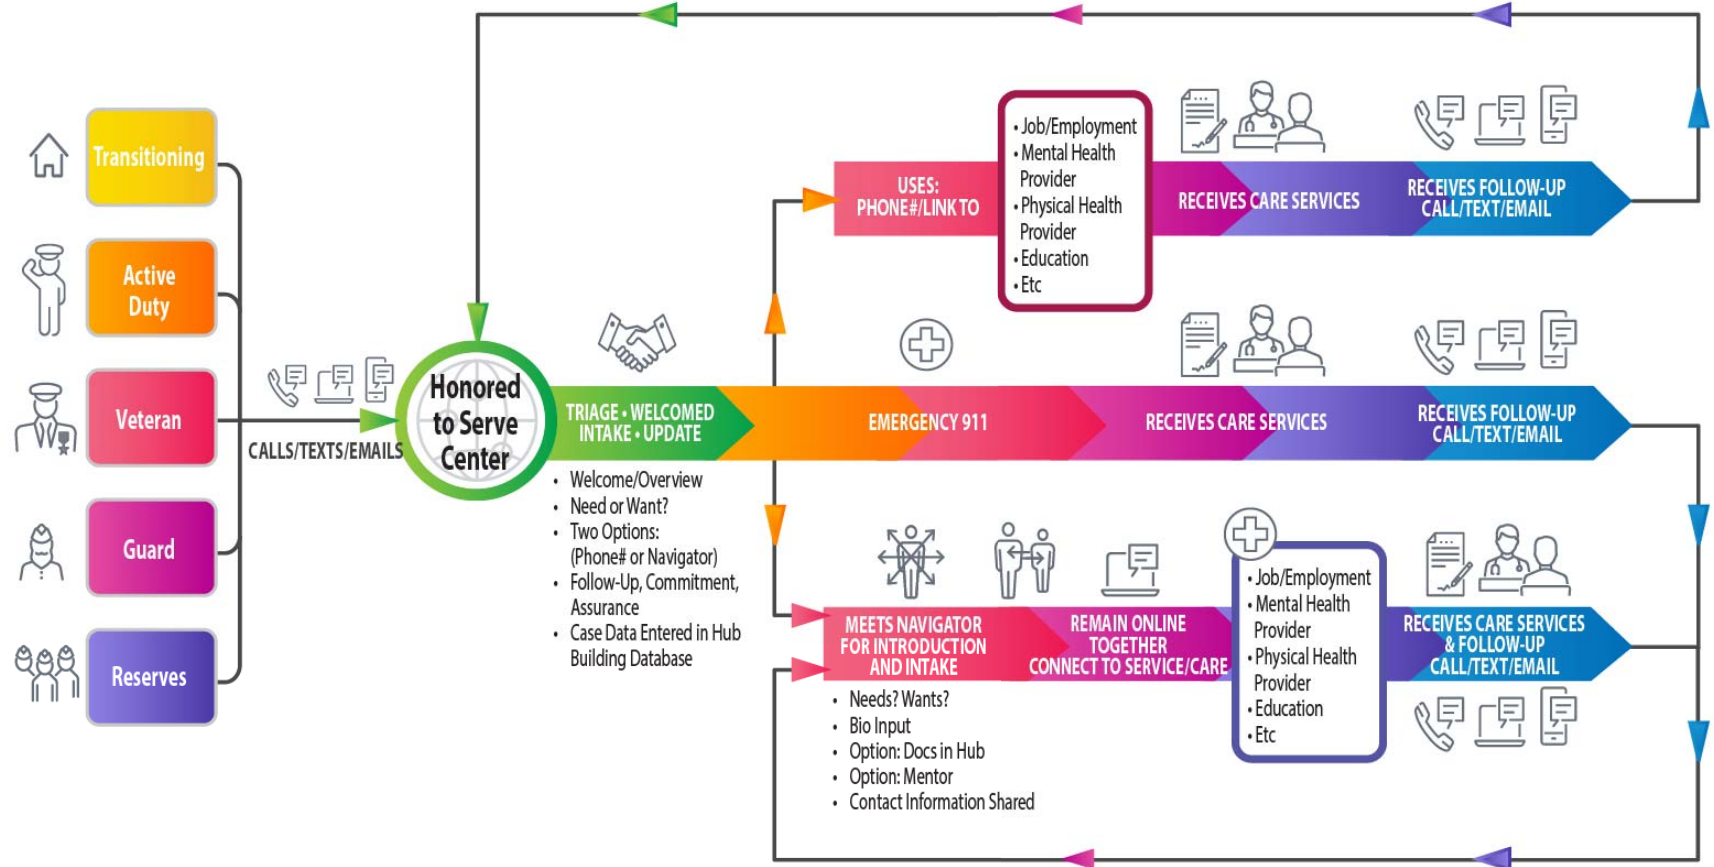 Transitioning
Active
Duty
Veteran
Guard
Reserves
CALLS/TEXTS/EMAILS
Honored
to Serve
Center
TRIAGE • WELCOMED
INTAKE • UPDATE
• Welcome/Overview
• Need or Want?
• Two Options:
(Phone# or Navigator)
• Follow-Up, Commitment,
Assurance
• Case Data Entered in Hub
Building Database
USES:
PHONE#/LINK TO
• Job/Employment
• Mental Health
Provider
• Physical Health
Provider
• Education
• Etc
RECEIVES CARE SERVICES
RECEIVES FOLLOW-UP
CALL/TEXT/EMAIL
EMERGENCY 911
RECEIVES CARE SERVICES
RECEIVES FOLLOW-UP
CALL/TEXT/EMAIL
MEETS NAVIGATOR
FOR INTRODUCTION
AND INTAKE
• Needs? Wants?
• Bio Input
• Option: Docs in Hub
• Option: Mentor
• Contact Information Shared
REMAIN ONLINE
TOGETHER
CONNECT TO SERVICE/CARE
• Job/Employment
• Mental Health
Provider
• Physical Health
Provider
• Education
• Etc
RECEIVES CARE SERVICES
& FOLLOW-UP
CALL/TEXT/EMAIL